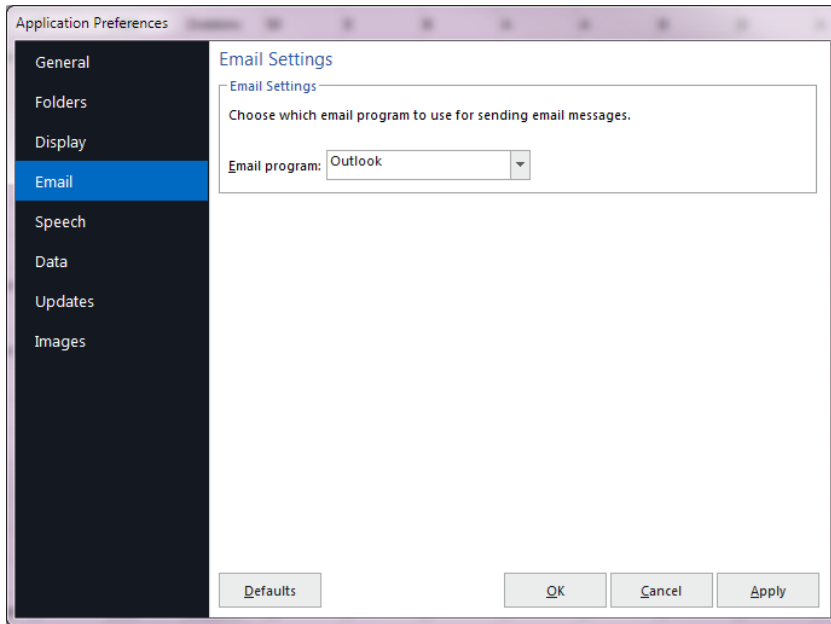 Application Preferences
General
Folders
Display
Email
Speech
Data
Updates
Images
Email Settings
Email Settings
Choose which email program to use for sending email messages.
Email program: Outlook
Defaults
OK
Cancel
Apply